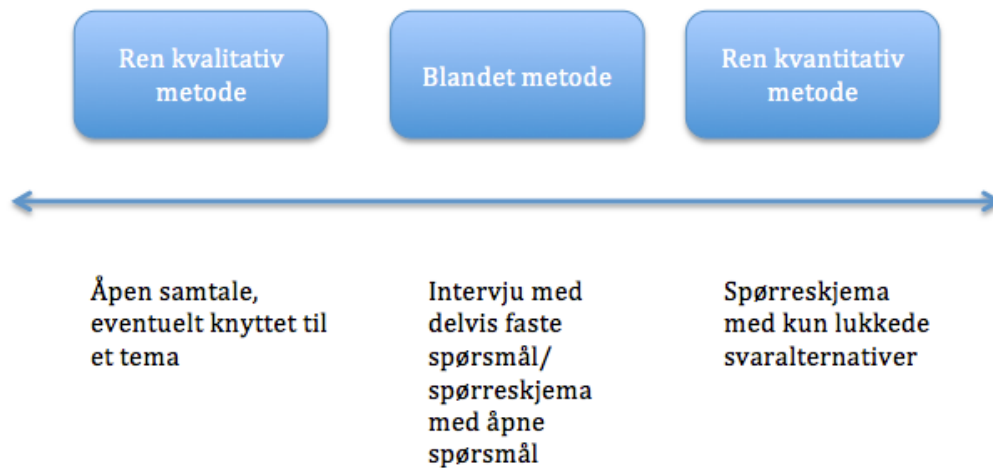 Ren kvalitativ
metode
Blandet metode
Ren kvantitativ
metode
Åpen samtale,
eventuelt knyttet til
et tema
Intervju med
delvis faste
spørsmål/
spørreskjema
med åpne
spørsmål
Spørreskjema
med kun lukkede
svaralternativer